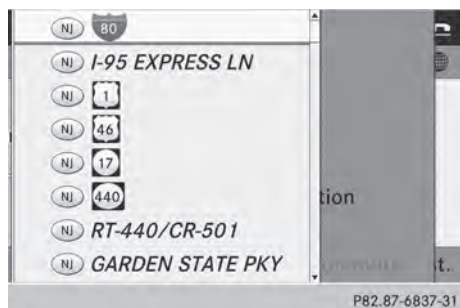 NJ 80
NJ I-95 EXPRESS LN
NJ 1
NJ 46
NJ 17
NJ 440
tion
NJ RT-440/CR-501
NJ GARDEN STATE PKY
st..
P82.87-6837-31